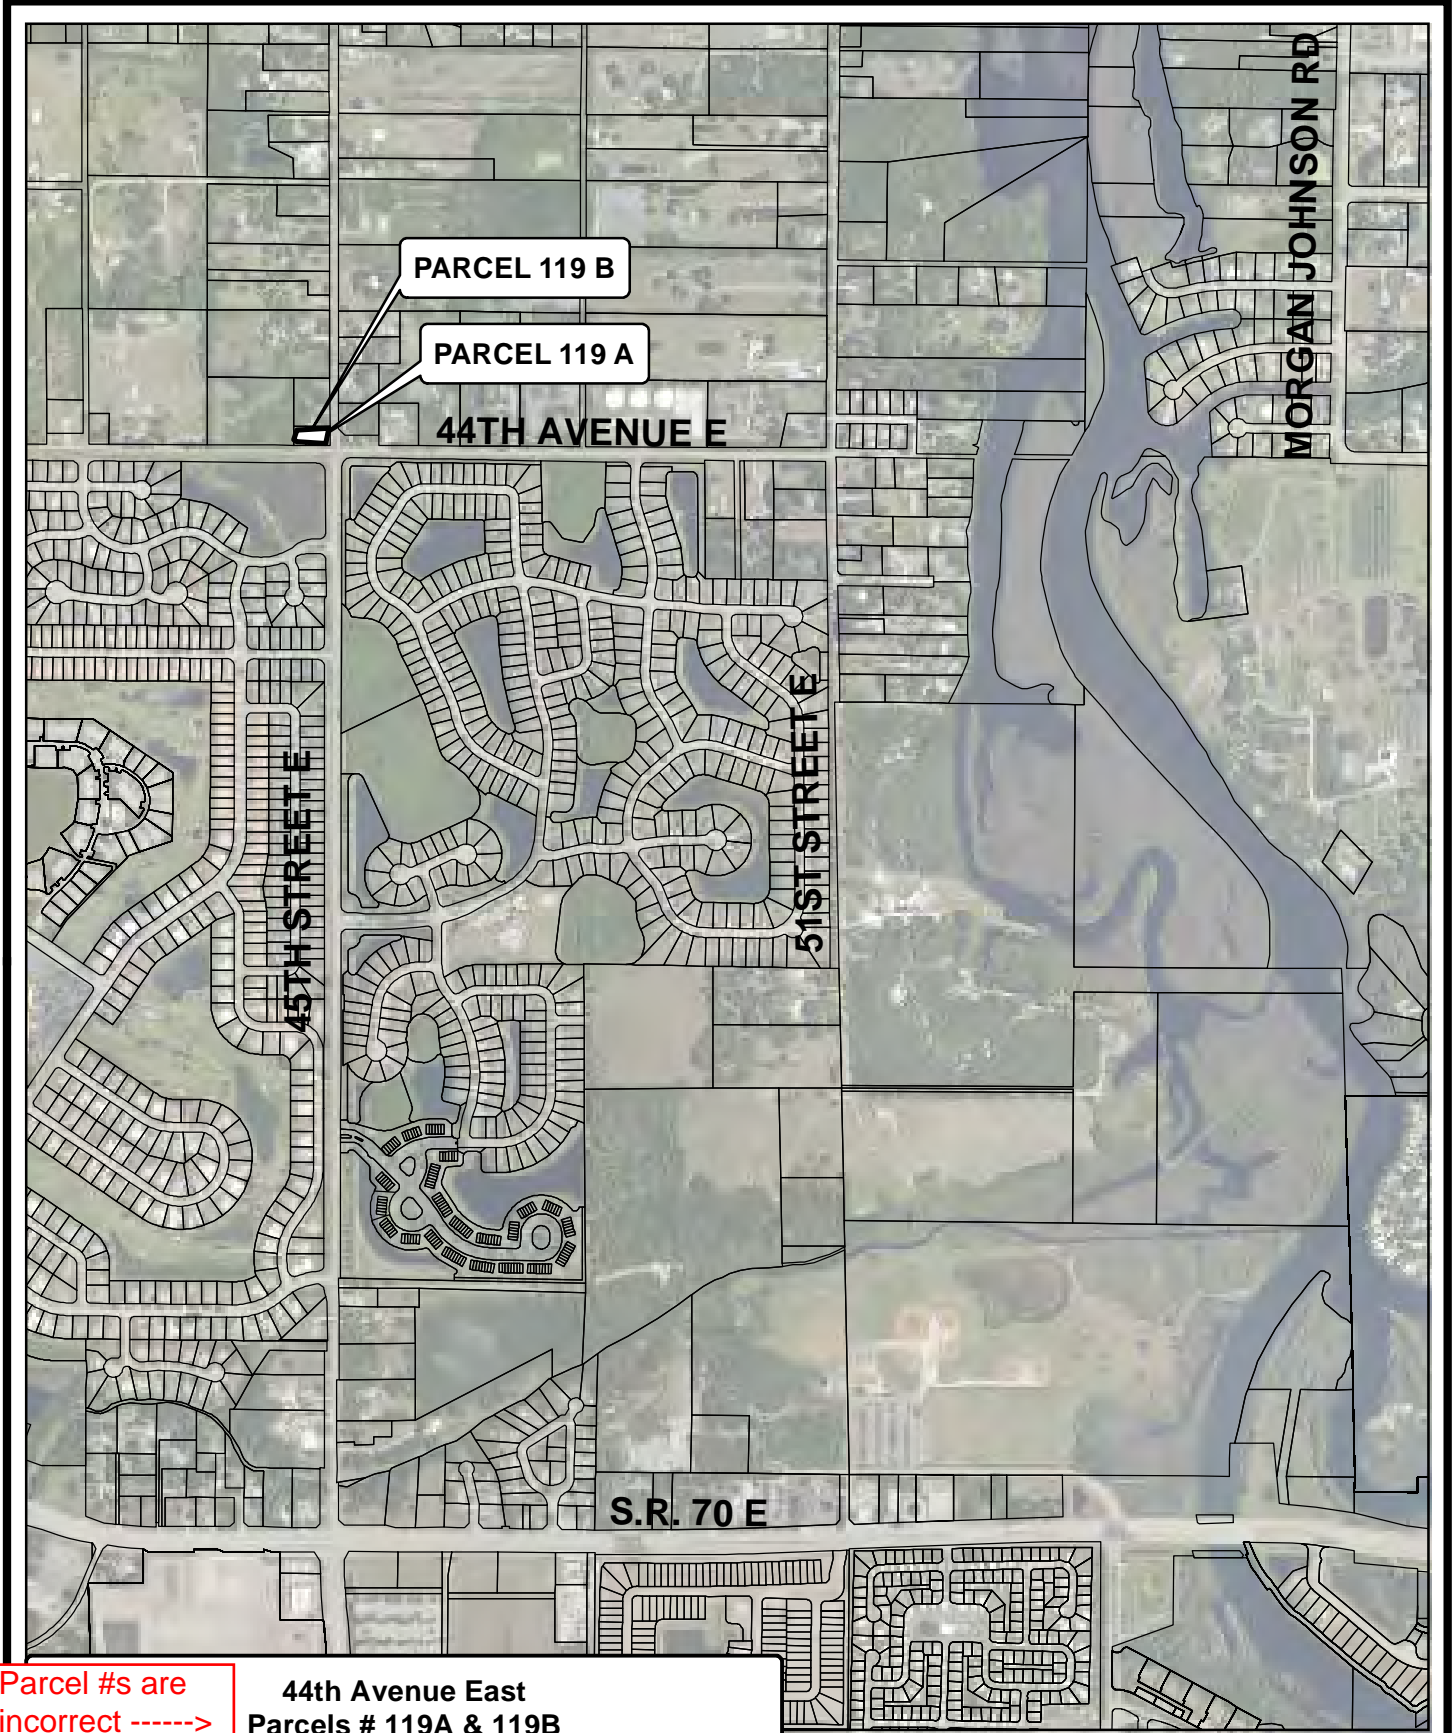 MORGAN JOHNSON RD
PARCEL 119 B
PARCEL 119 A
44TH AVENUE E
51ST STREET E
45TH STREET E
S.R. 70 E
Parcel #s are
incorrect ------>
44th Avenue East
Parcels # 119A & 119B